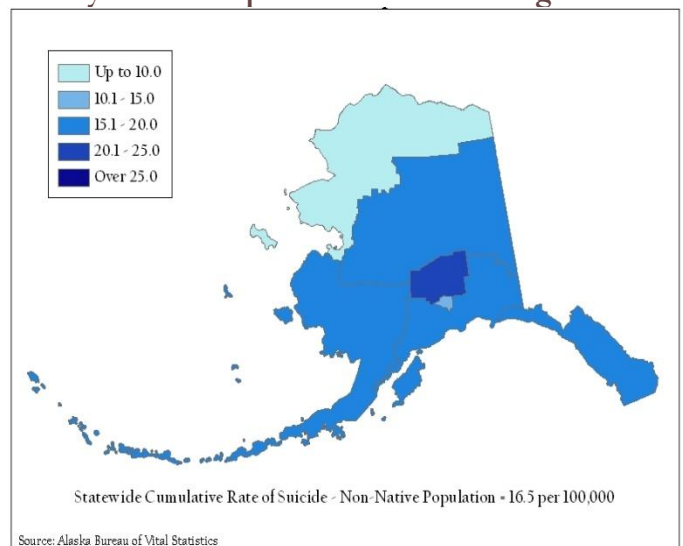 Up to 10.0
10.1 - 15.0
15.1 - 20.0
20.1 - 25.0
Over 25.0
Statewide Cumulative Rate of Suicide - Non-Native Population = 16.5 per 100,000
Source: Alaska Bureau of Vital Statistics